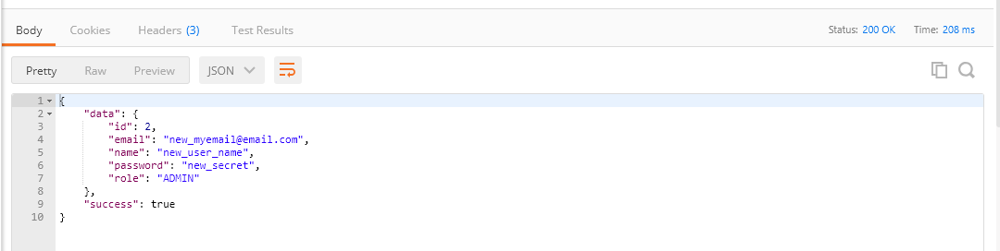 Body Cookies Headers (3) Test Results Status: 200 OK Time: 208 ms
Pretty Raw Preview JSON
1 {
2 "data": {
3 "id": 2,
4 "email": "new_myemail@email.com",
5 "name": "new_user_name",
6 "password": "new_secret",
7 "role": "ADMIN"
8 },
9 "success": true
10 }